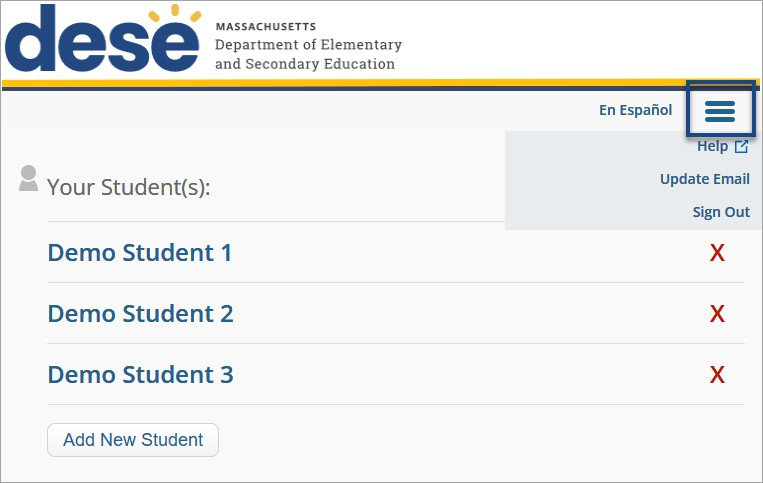 dese
MASSACHUSETTS
Department of Elementary
and Secondary Education
En Español
Help
Update Email
Sign Out
Your Student(s):
Demo Student 1 X
Demo Student 2 X
Demo Student 3 X
Add New Student